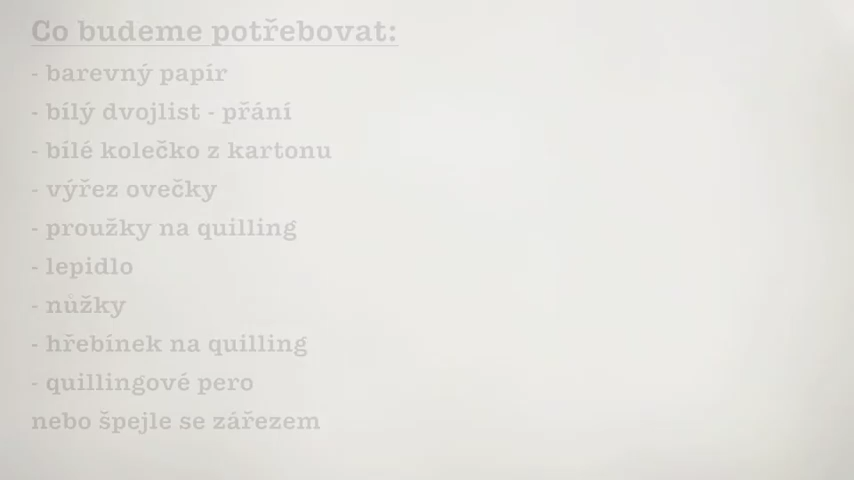 Co budeme potřebovat:
- barevný papír
- bílý dvojlist - přání
- bílé kolečko z kartonu
- výřez ovečky
- proužky na quilling
- lepidlo
- nůžky
- hřebínek na quilling
- quillingové pero
nebo špejle se zářezem